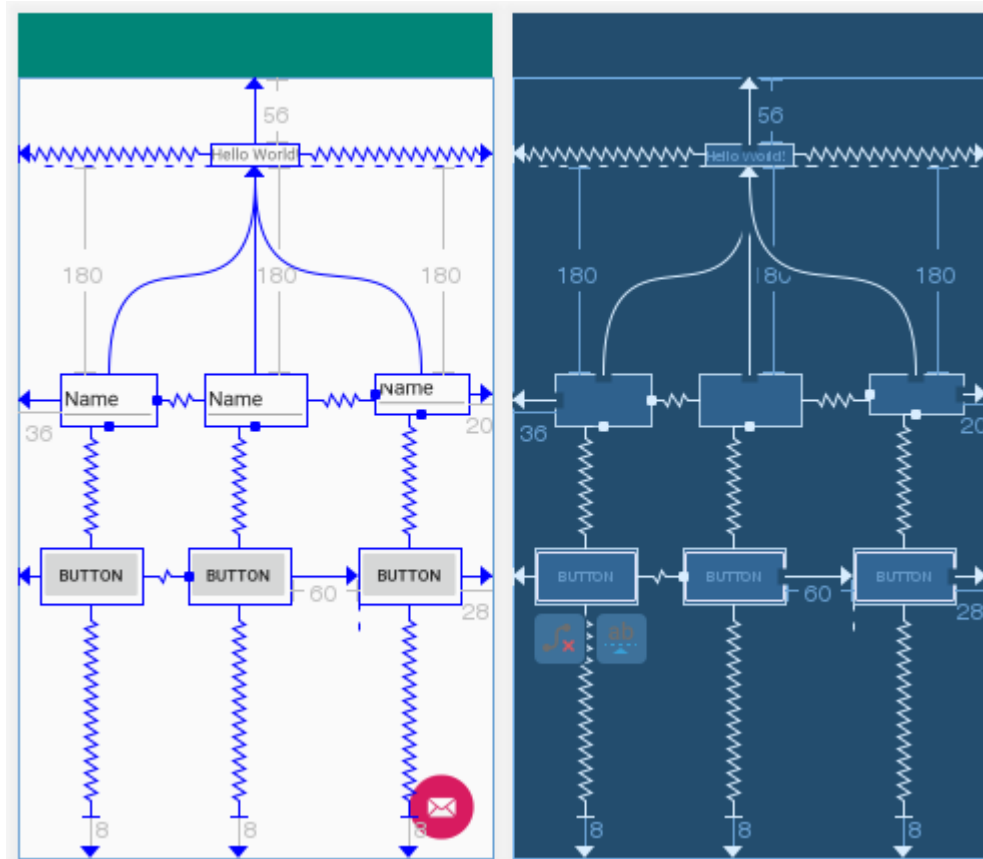 56 56
Hello World! Hello World!
180 180 180 180 180 180
Name Name Name
36 20 36 20
BUTTON BUTTON BUTTON BUTTON BUTTON BUTTON
60 28 60 28
ab
8 8 8 8 8 8